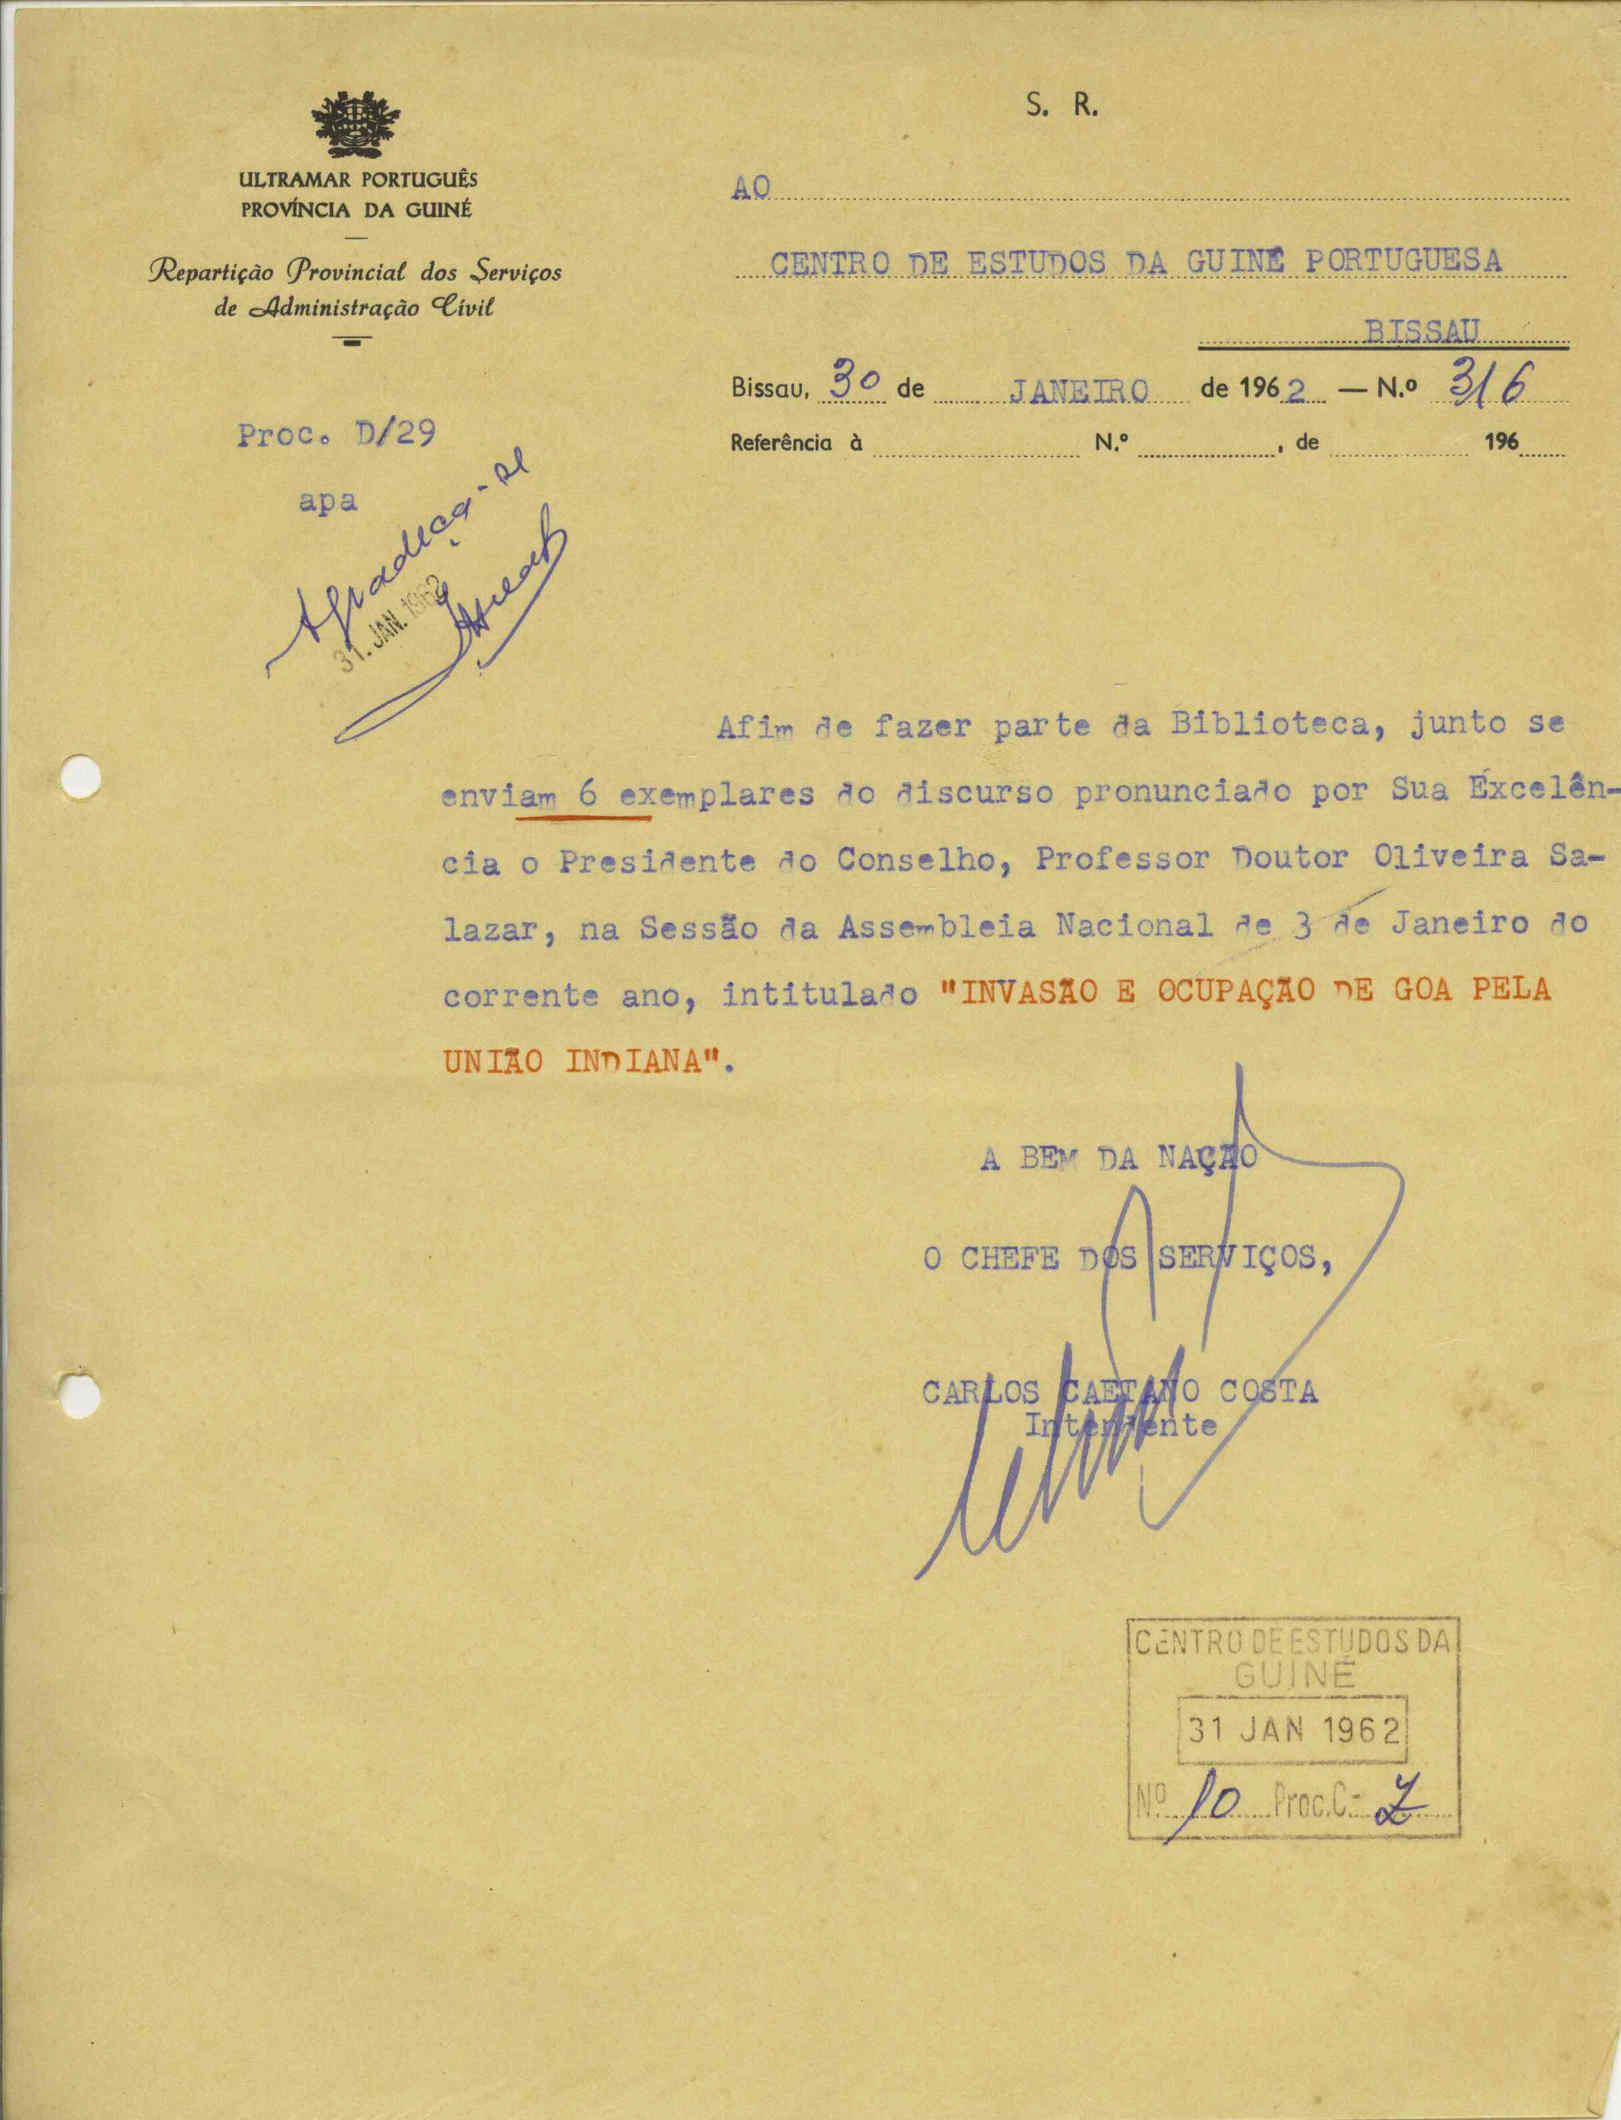 S. R.
ULTRAMAR PORTUGUÊS
PROVÍNCIA DA GUINÉ
Repartição Provincial dos Serviços
de Administração Civil
AO
CENTRO DE ESTUDOS DA GUINÉ PORTUGUESA
BISSAU
Bissau, 30 de JANEIRO de 1962 — N.º 316
Referência à N.º , de 196
Proc. D/29
apa
Agradeça-se
31. JAN. 1962
Afim de fazer parte da Biblioteca, junto se
enviam 6 exemplares do discurso pronunciado por Sua Excelên-
cia o Presidente do Conselho, Professor Doutor Oliveira Sa-
lazar, na Sessão da Assembleia Nacional de 3 de Janeiro do
corrente ano, intitulado "INVASÃO E OCUPAÇÃO DE GOA PELA
UNIÃO INDIANA".
A BEM DA NAÇÃO
O CHEFE DOS SERVIÇOS,
CARLOS CAETANO COSTA
Intendente
CENTRO DE ESTUDOS DA
GUINÉ
31 JAN 1962
Nº 10 Proc.C- Z